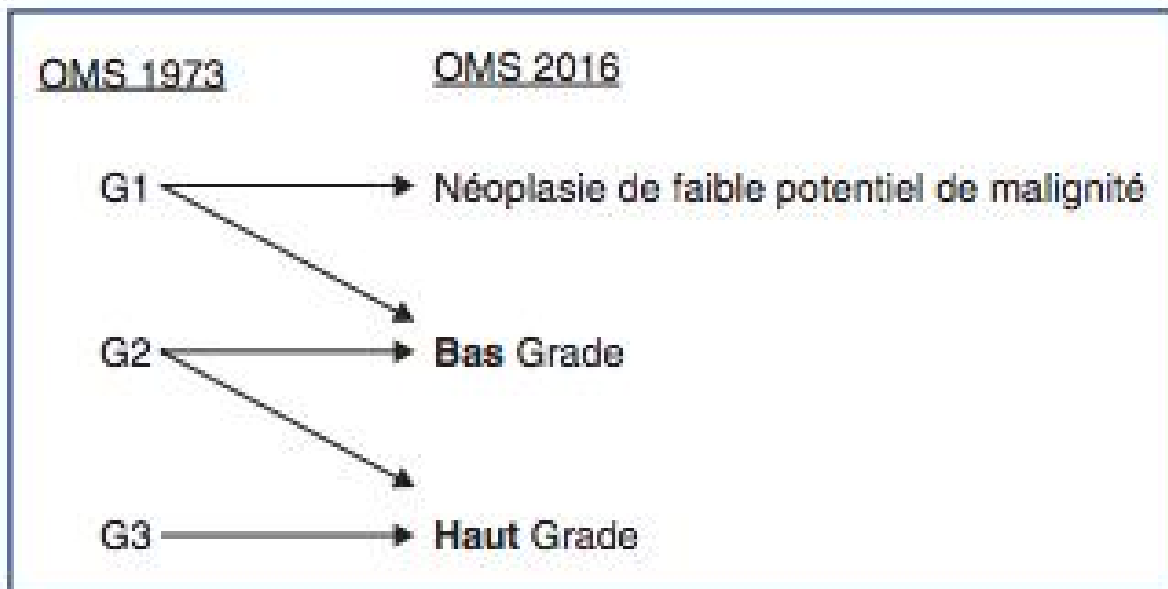 OMS 1973 OMS 2016
G1 Néoplasie de faible potentiel de malignité
G2 Bas Grade
G3 Haut Grade